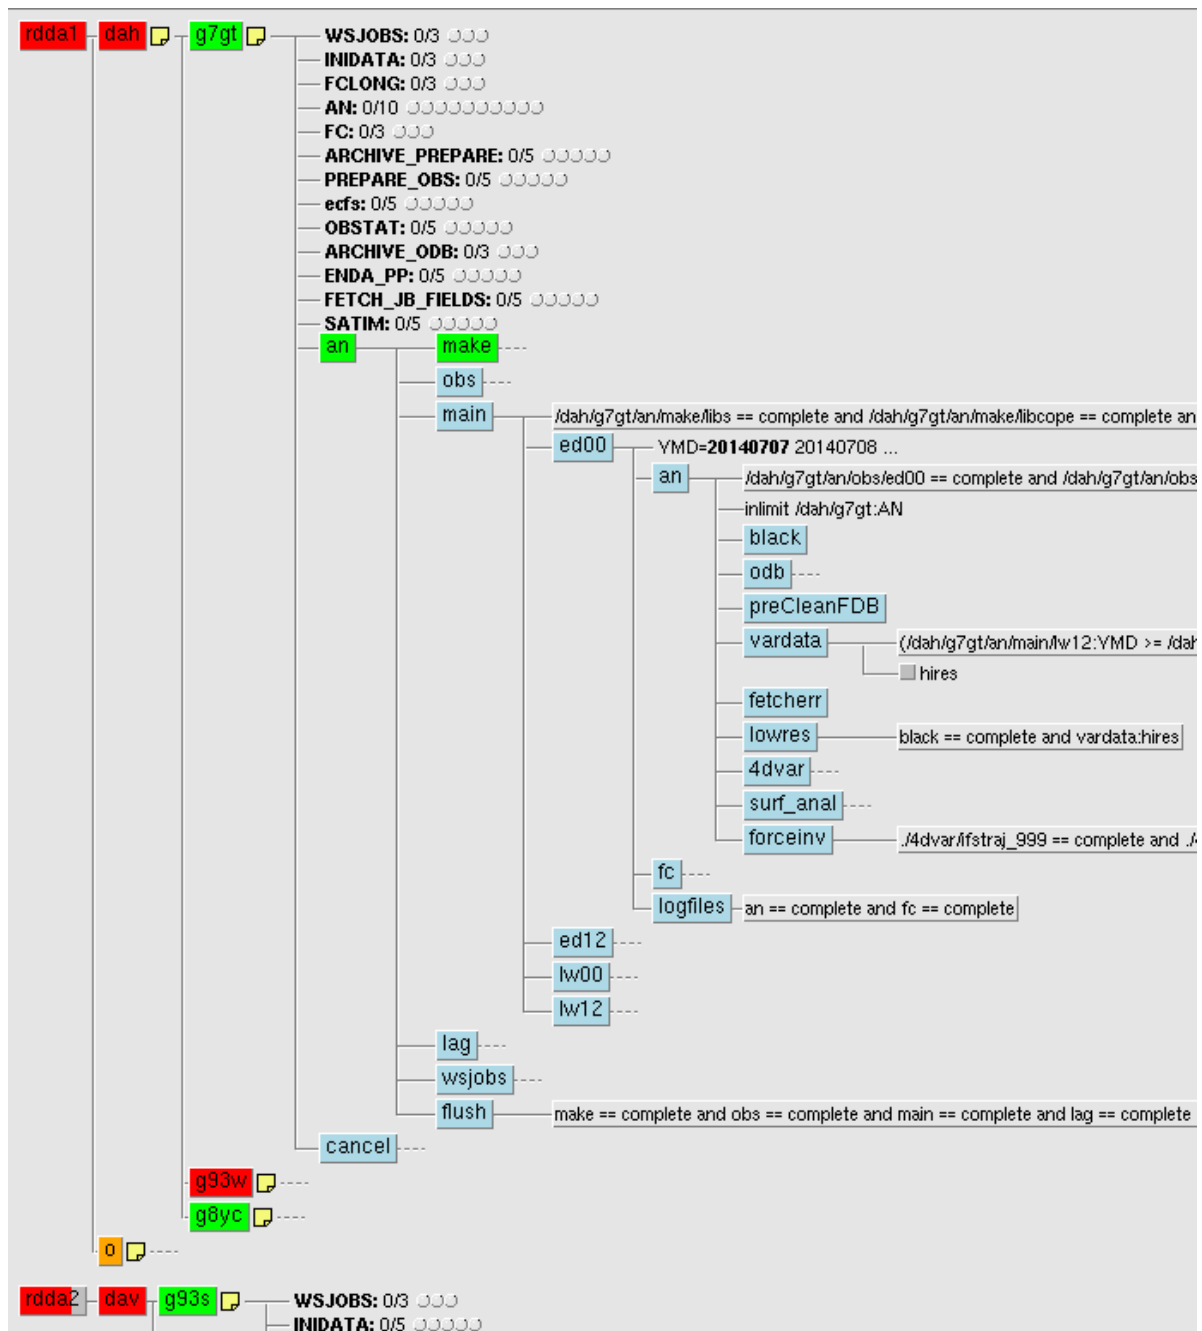 rdda1 dah g7gt WSJOBS: 0/3
INIDATA: 0/3
FCLONG: 0/3
AN: 0/10
FC: 0/3
ARCHIVE_PREPARE: 0/5
PREPARE_OBS: 0/5
ecfs: 0/5
OBSTAT: 0/5
ARCHIVE_ODB: 0/3
ENDA_PP: 0/5
FETCH_JB_FIELDS: 0/5
SATIM: 0/5
an make
obs
main /dah/g7gt/an/make/libs == complete and /dah/g7gt/an/make/libcope == complete an
ed00 YMD=20140707 20140708 ...
an /dah/g7gt/an/obs/ed00 == complete and /dah/g7gt/an/obs
inlimit /dah/g7gt:AN
black
odb
preCleanFDB
vardata (/dah/g7gt/an/main/lw12:YMD >= /dah
hires
fetcherr
lowres black == complete and vardata:hires
4dvar
surf_anal
forceinv ./4dvar/ifstraj_999 == complete and ./4
fc
logfiles an == complete and fc == complete
ed12
lw00
lw12
lag
wsjobs
flush make == complete and obs == complete and main == complete and lag == complete
cancel
g93w
g8yc
o
rdda2 dav g93s WSJOBS: 0/3
INIDATA: 0/5